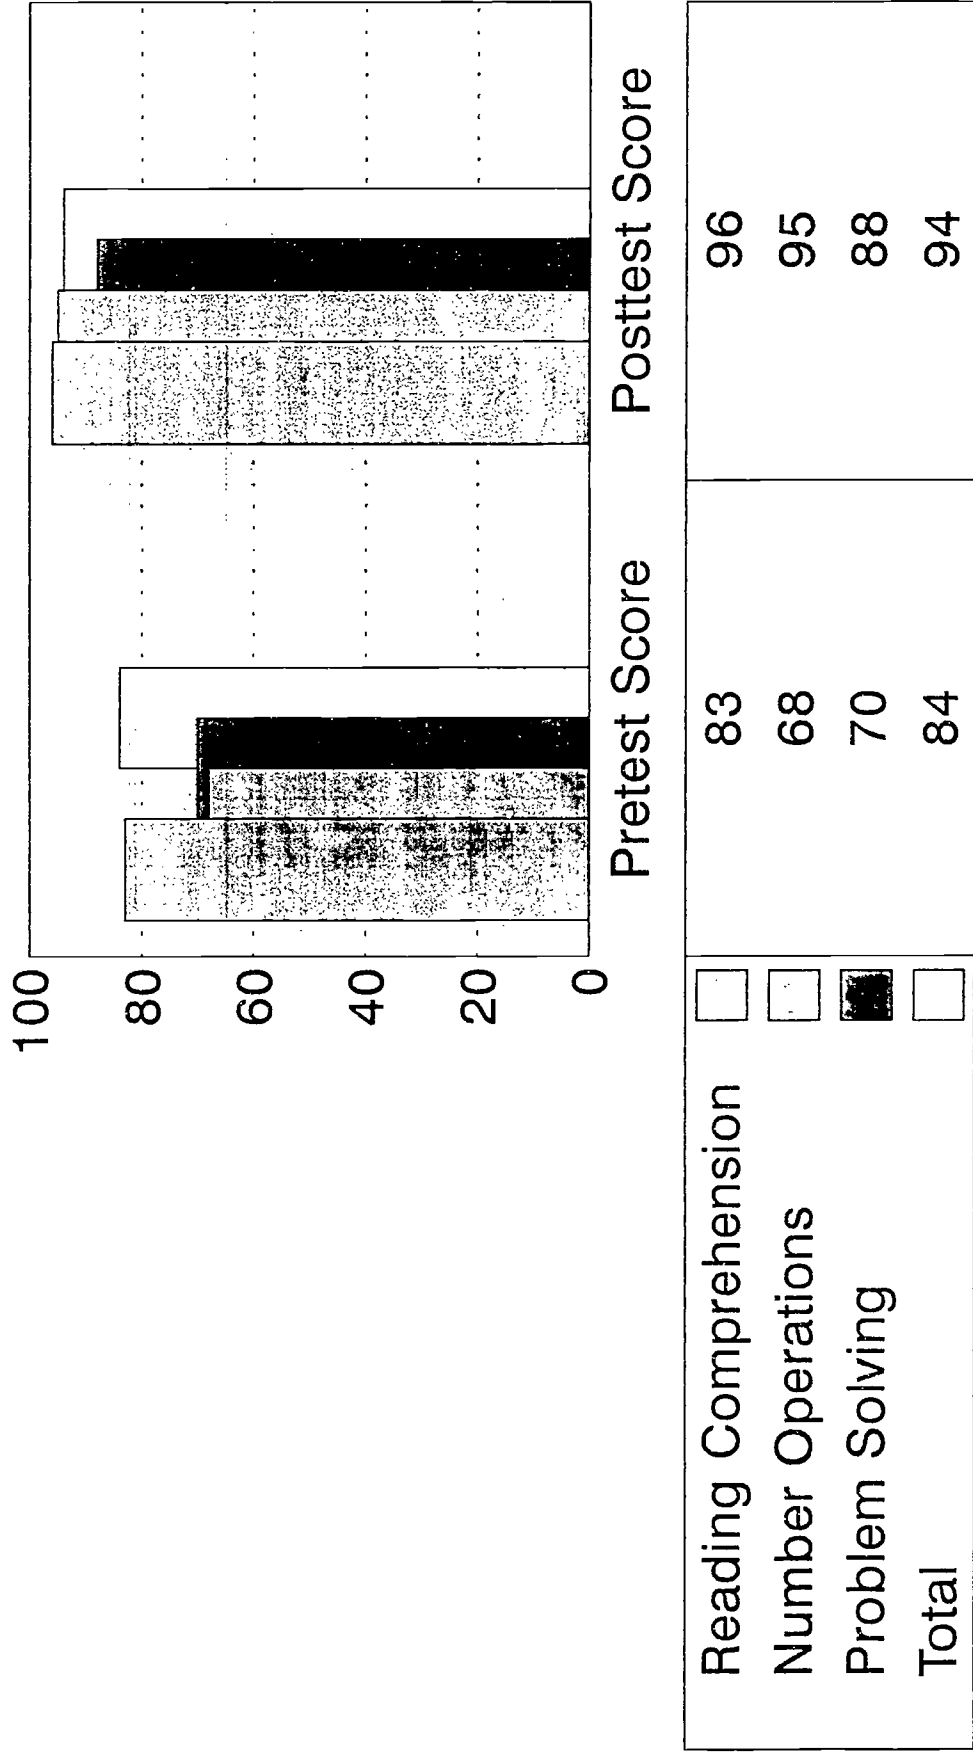 100
80
60
40
20
0
Pretest Score Posttest Score
Reading Comprehension 83 96
Number Operations 68 95
Problem Solving 70 88
Total 84 94